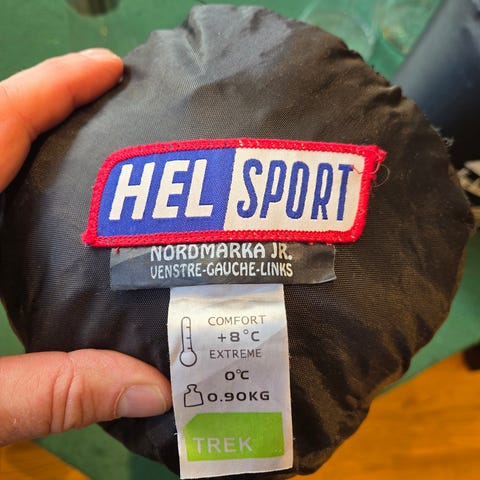 HEL SPORT
NORDMARKA JR.
VENSTRE-GAUCHE-LINKS
COMFORT
+8°C
EXTREME
0°C
0.90KG
TREK